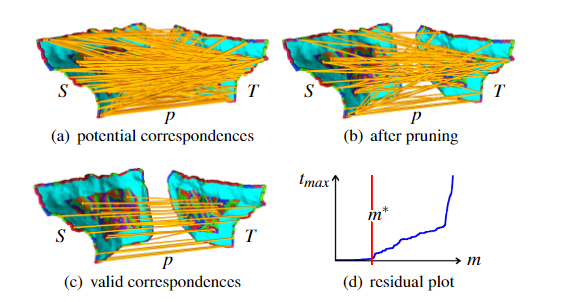 S T
p
(a) potential correspondences
S T
p
(b) after pruning
S T
p
(c) valid correspondences
t_max
m*
m
(d) residual plot